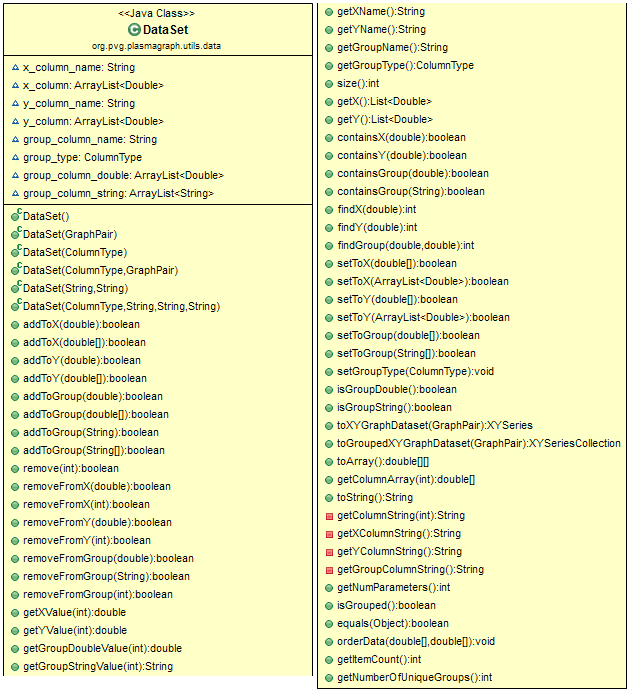 <<Java Class>>
DataSet
org.pvg.plasmagraph.utils.data
x_column_name: String
x_column: ArrayList<Double>
y_column_name: String
y_column: ArrayList<Double>
group_column_name: String
group_type: ColumnType
group_column_double: ArrayList<Double>
group_column_string: ArrayList<String>
DataSet()
DataSet(GraphPair)
DataSet(ColumnType)
DataSet(ColumnType,GraphPair)
DataSet(String,String)
DataSet(ColumnType,String,String,String)
addToX(double):boolean
addToX(double[]):boolean
addToY(double):boolean
addToY(double[]):boolean
addToGroup(double):boolean
addToGroup(double[]):boolean
addToGroup(String):boolean
addToGroup(String[]):boolean
remove(int):boolean
removeFromX(double):boolean
removeFromX(int):boolean
removeFromY(double):boolean
removeFromY(int):boolean
removeFromGroup(double):boolean
removeFromGroup(String):boolean
removeFromGroup(int):boolean
getXValue(int):double
getYValue(int):double
getGroupDoubleValue(int):double
getGroupStringValue(int):String
getXName():String
getYName():String
getGroupName():String
getGroupType():ColumnType
size():int
getX():List<Double>
getY():List<Double>
containsX(double):boolean
containsY(double):boolean
containsGroup(double):boolean
containsGroup(String):boolean
findX(double):int
findY(double):int
findGroup(double,double):int
setToX(double[]):boolean
setToX(ArrayList<Double>):boolean
setToY(double[]):boolean
setToY(ArrayList<Double>):boolean
setToGroup(double[]):boolean
setToGroup(String[]):boolean
setGroupType(ColumnType):void
isGroupDouble():boolean
isGroupString():boolean
toXYGraphDataset(GraphPair):XYSeries
toGroupedXYGraphDataset(GraphPair):XYSeriesCollection
toArray():double[][]
getColumnArray(int):double[]
toString():String
getColumnString(int):String
getXColumnString():String
getYColumnString():String
getGroupColumnString():String
getNumParameters():int
isGrouped():boolean
equals(Object):boolean
orderData(double[],double[]):void
getItemCount():int
getNumberOfUniqueGroups():int